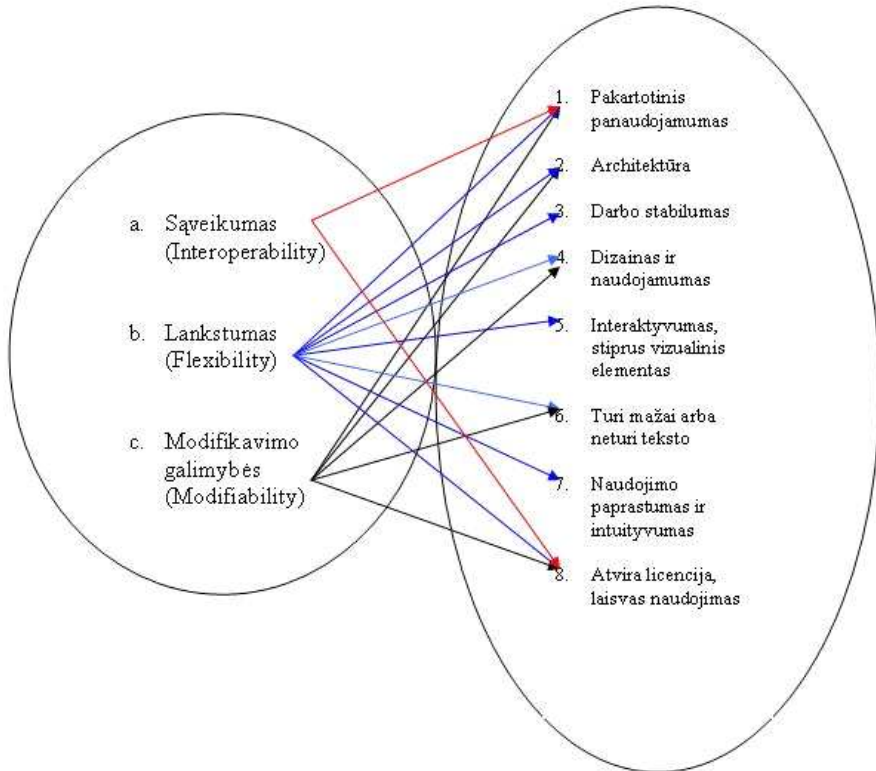 a. Sąveikumas
(Interoperability)
b. Lankstumas
(Flexibility)
c. Modifikavimo
galimybės
(Modifiability)
1. Pakartotinis
panaudojamumas
2. Architektūra
3. Darbo stabilumas
4. Dizainas ir
naudojamumas
5. Interaktyvumas,
stiprus vizualinis
elementas
6. Turi mažai arba
neturi teksto
7. Naudojimo
paprastumas ir
intuityvumas
8. Atvira licencija,
laisvas naudojimas